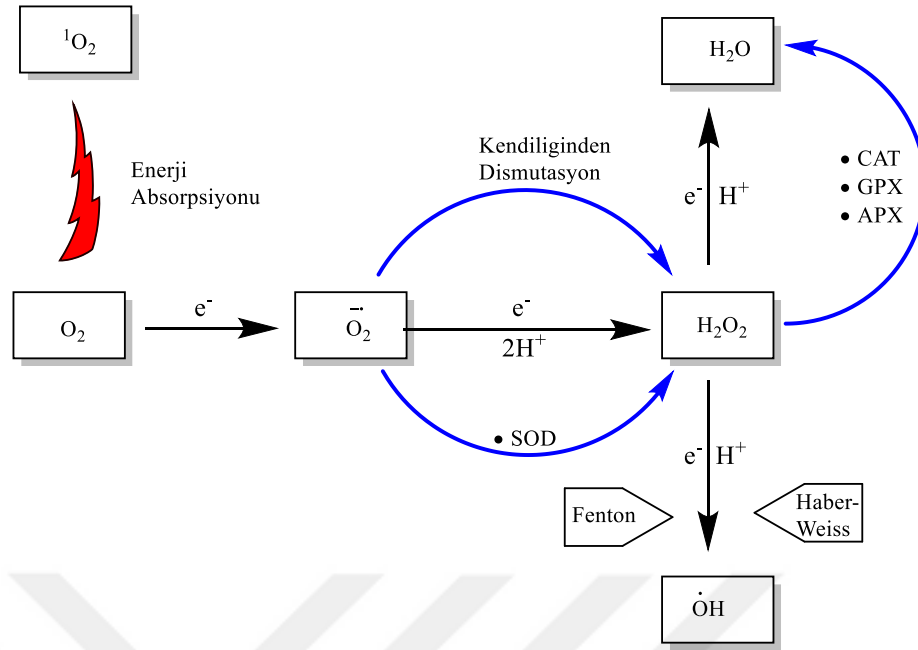 ¹O₂
H₂O
Enerji
Absorpsiyonu
Kendiliginden
Dismutasyon
e⁻ H⁺
• CAT
• GPX
• APX
O₂
e⁻
O₂⁻•
e⁻
2H⁺
H₂O₂
• SOD
e⁻ H⁺
Fenton
Haber-
Weiss
•OH